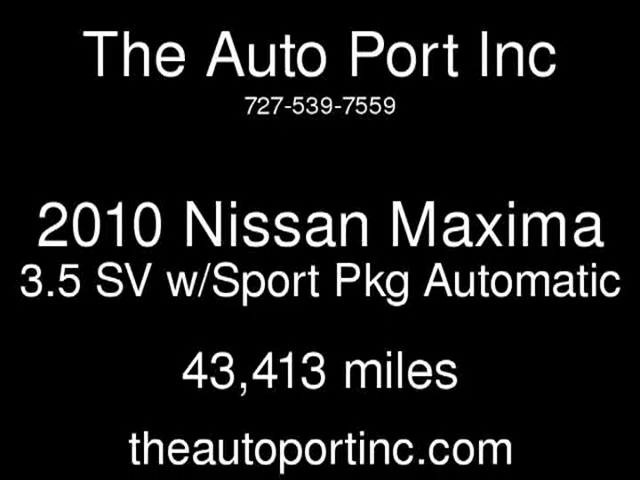 The Auto Port Inc
727-539-7559
2010 Nissan Maxima
3.5 SV w/Sport Pkg Automatic
43,413 miles
theautoportinc.com